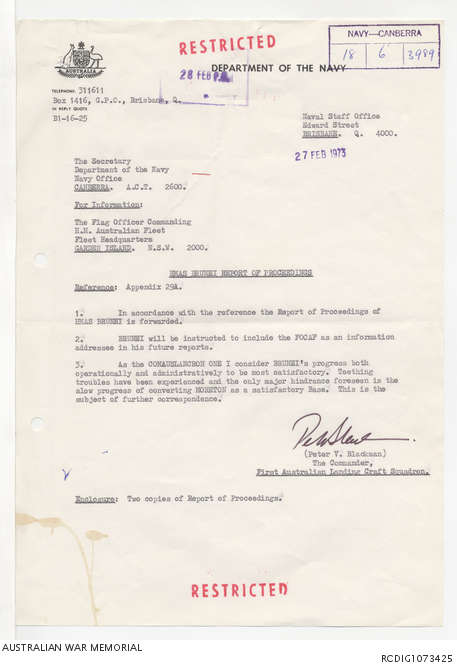 RESTRICTED
NAVY—CANBERRA
18 6 3989
AUSTRALIA
28 FEB
DEPARTMENT OF THE NAVY
TELEPHONE: 311611
Box 1416, G.P.O., Brisbane, Q.
IN REPLY QUOTE
B1-16-25
Naval Staff Office
Edward Street
BRISBANE. Q. 4000.
27 FEB 1973
The Secretary
Department of the Navy
Navy Office
CANBERRA. A.C.T. 2600.
For Information:
The Flag Officer Commanding
H.M. Australian Fleet
Fleet Headquarters
GARDEN ISLAND. N.S.W. 2000.
HMAS BRUNEI REPORT OF PROCEEDINGS
Reference: Appendix 29A.
1. In accordance with the reference the Report of Proceedings of
HMAS BRUNEI is forwarded.
2. BRUNEI will be instructed to include the FOCAF as an information
addressee in his future reports.
3. As the COMAUSLANCRON ONE I consider BRUNEI's progress both
operationally and administratively to be most satisfactory. Teething
troubles have been experienced and the only major hindrance foreseen is the
slow progress of converting MORETON as a satisfactory Base. This is the
subject of further correspondence.
(Peter V. Blackman)
The Commander,
First Australian Landing Craft Squadron.
Enclosure: Two copies of Report of Proceedings.
RESTRICTED
AUSTRALIAN WAR MEMORIAL
RCDIG1073425